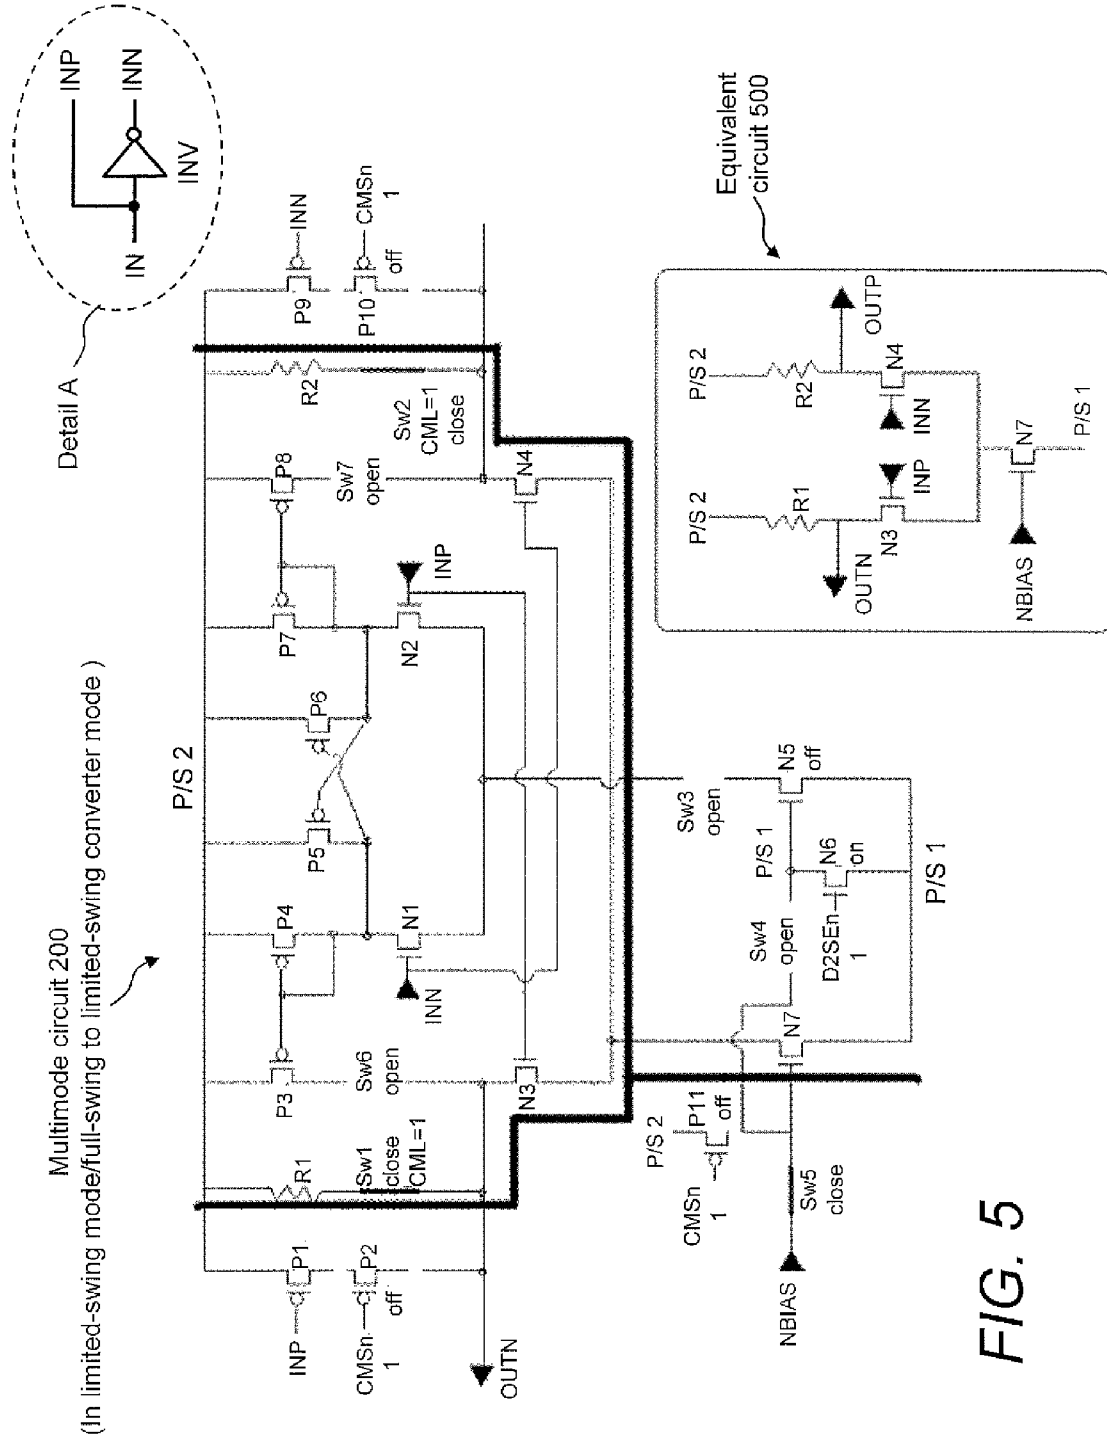 Multimode circuit 200
(In limited-swing mode/full-swing to limited-swing converter mode )
Detail A
IN
INV
INP
INN
P/S 2
INP
P1
CMSn
1
P2
off
R1
Sw1
close
CML=1
P3
Sw6
open
P4
P5
P6
P7
P8
Sw7
open
R2
Sw2
CML=1
close
P9
INN
P10
CMSn
1
off
INN
N1
N2
INP
N3
N4
OUTN
P/S 2
CMSn
1
P11
off
Sw3
open
Sw4
open
P/S 1
N5
off
N6
on
D2SEn
1
N7
NBIAS
Sw5
close
P/S 1
Equivalent
circuit 500
P/S 2
P/S 2
R1
R2
OUTN
OUTP
N3
INP
INN
N4
NBIAS
N7
P/S 1
FIG. 5